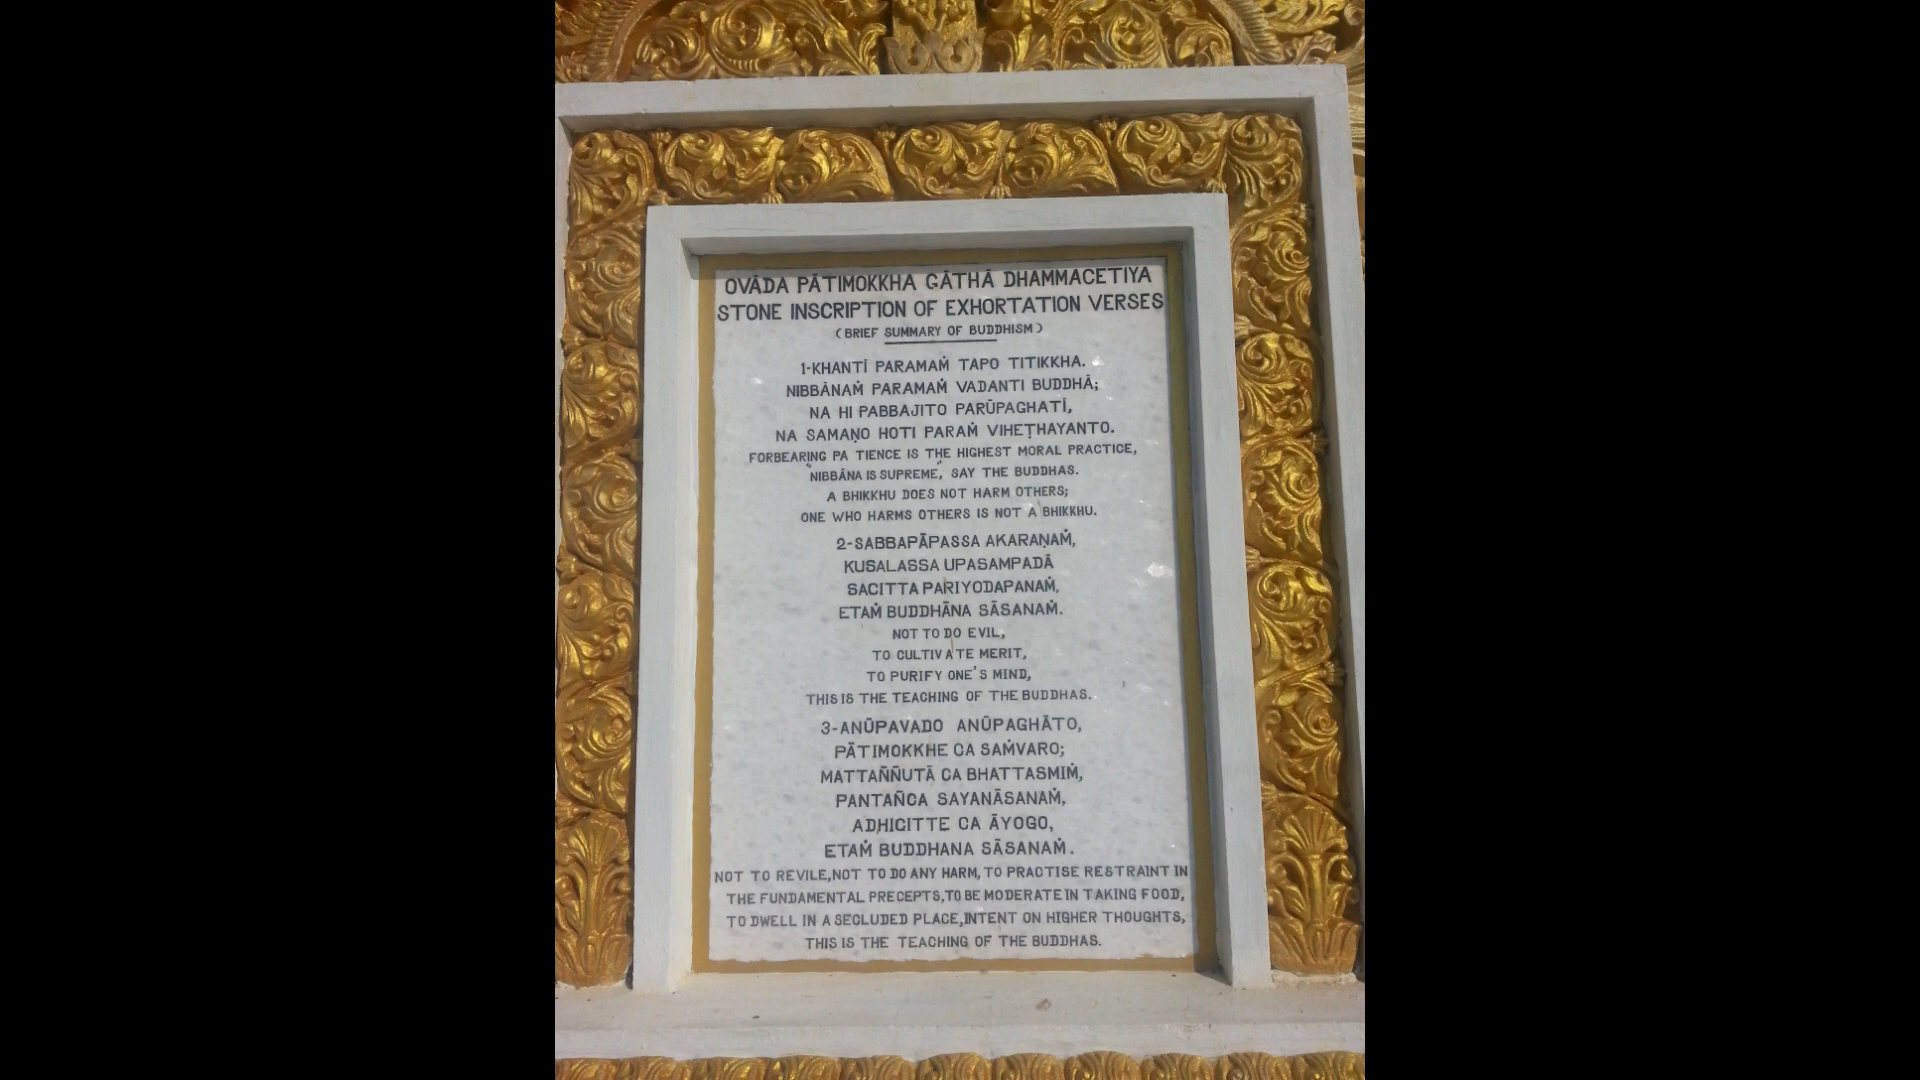 OVĀDA PĀTIMOKKHA GĀTHĀ DHAMMACETIYA
STONE INSCRIPTION OF EXHORTATION VERSES
(BRIEF SUMMARY OF BUDDHISM)
1-KHANTĪ PARAMAṀ TAPO TITIKKHA.
NIBBĀNAṀ PARAMAṀ VADANTI BUDDHĀ;
NA HI PABBAJITO PARŪPAGHATĪ,
NA SAMAṆO HOTI PARAṀ VIHEṬHAYANTO.
FORBEARING PA TIENCE IS THE HIGHEST MORAL PRACTICE,
"NIBBĀNA IS SUPREME", SAY THE BUDDHAS.
A BHIKKHU DOES NOT HARM OTHERS;
ONE WHO HARMS OTHERS IS NOT A BHIKKHU.
2-SABBAPĀPASSA AKARAṆAṀ,
KUSALASSA UPASAMPADĀ
SACITTA PARIYODAPANAṀ,
ETAṀ BUDDHĀNA SĀSANAṀ.
NOT TO DO EVIL,
TO CULTIVATE MERIT,
TO PURIFY ONE'S MIND,
THIS IS THE TEACHING OF THE BUDDHAS.
3-ANŪPAVADO ANŪPAGHĀTO,
PĀTIMOKKHE CA SAṀVARO;
MATTAÑÑUTĀ CA BHATTASMIṀ,
PANTAÑCA SAYANĀSANAṀ,
ADHICITTE CA ĀYOGO,
ETAṀ BUDDHANA SĀSANAṀ.
NOT TO REVILE, NOT TO DO ANY HARM, TO PRACTISE RESTRAINT IN
THE FUNDAMENTAL PRECEPTS, TO BE MODERATE IN TAKING FOOD,
TO DWELL IN A SECLUDED PLACE, INTENT ON HIGHER THOUGHTS,
THIS IS THE TEACHING OF THE BUDDHAS.